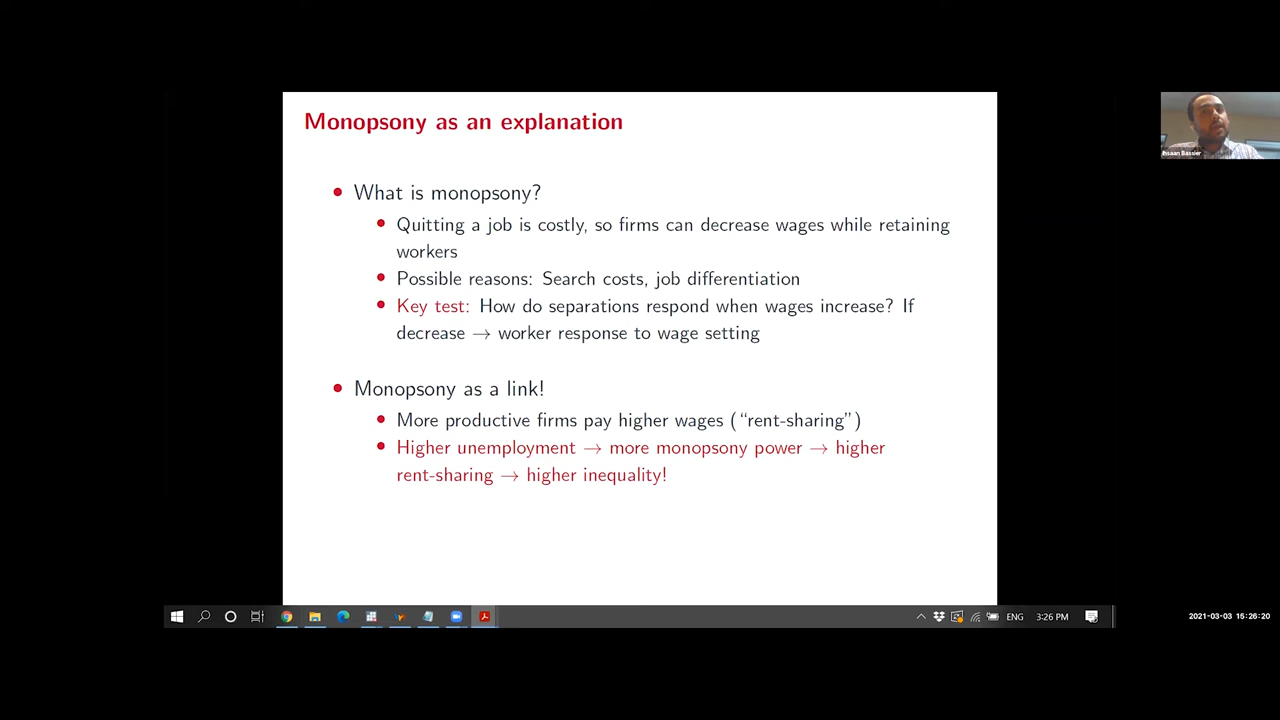 Monopsony as an explanation
What is monopsony?
Quitting a job is costly, so firms can decrease wages while retaining
workers
Possible reasons: Search costs, job differentiation
Key test: How do separations respond when wages increase? If
decrease → worker response to wage setting
Monopsony as a link!
More productive firms pay higher wages (“rent-sharing”)
Higher unemployment → more monopsony power → higher
rent-sharing → higher inequality!
Ihsaan Bassier
ENG
3:26 PM
2021-03-03 15:26:20